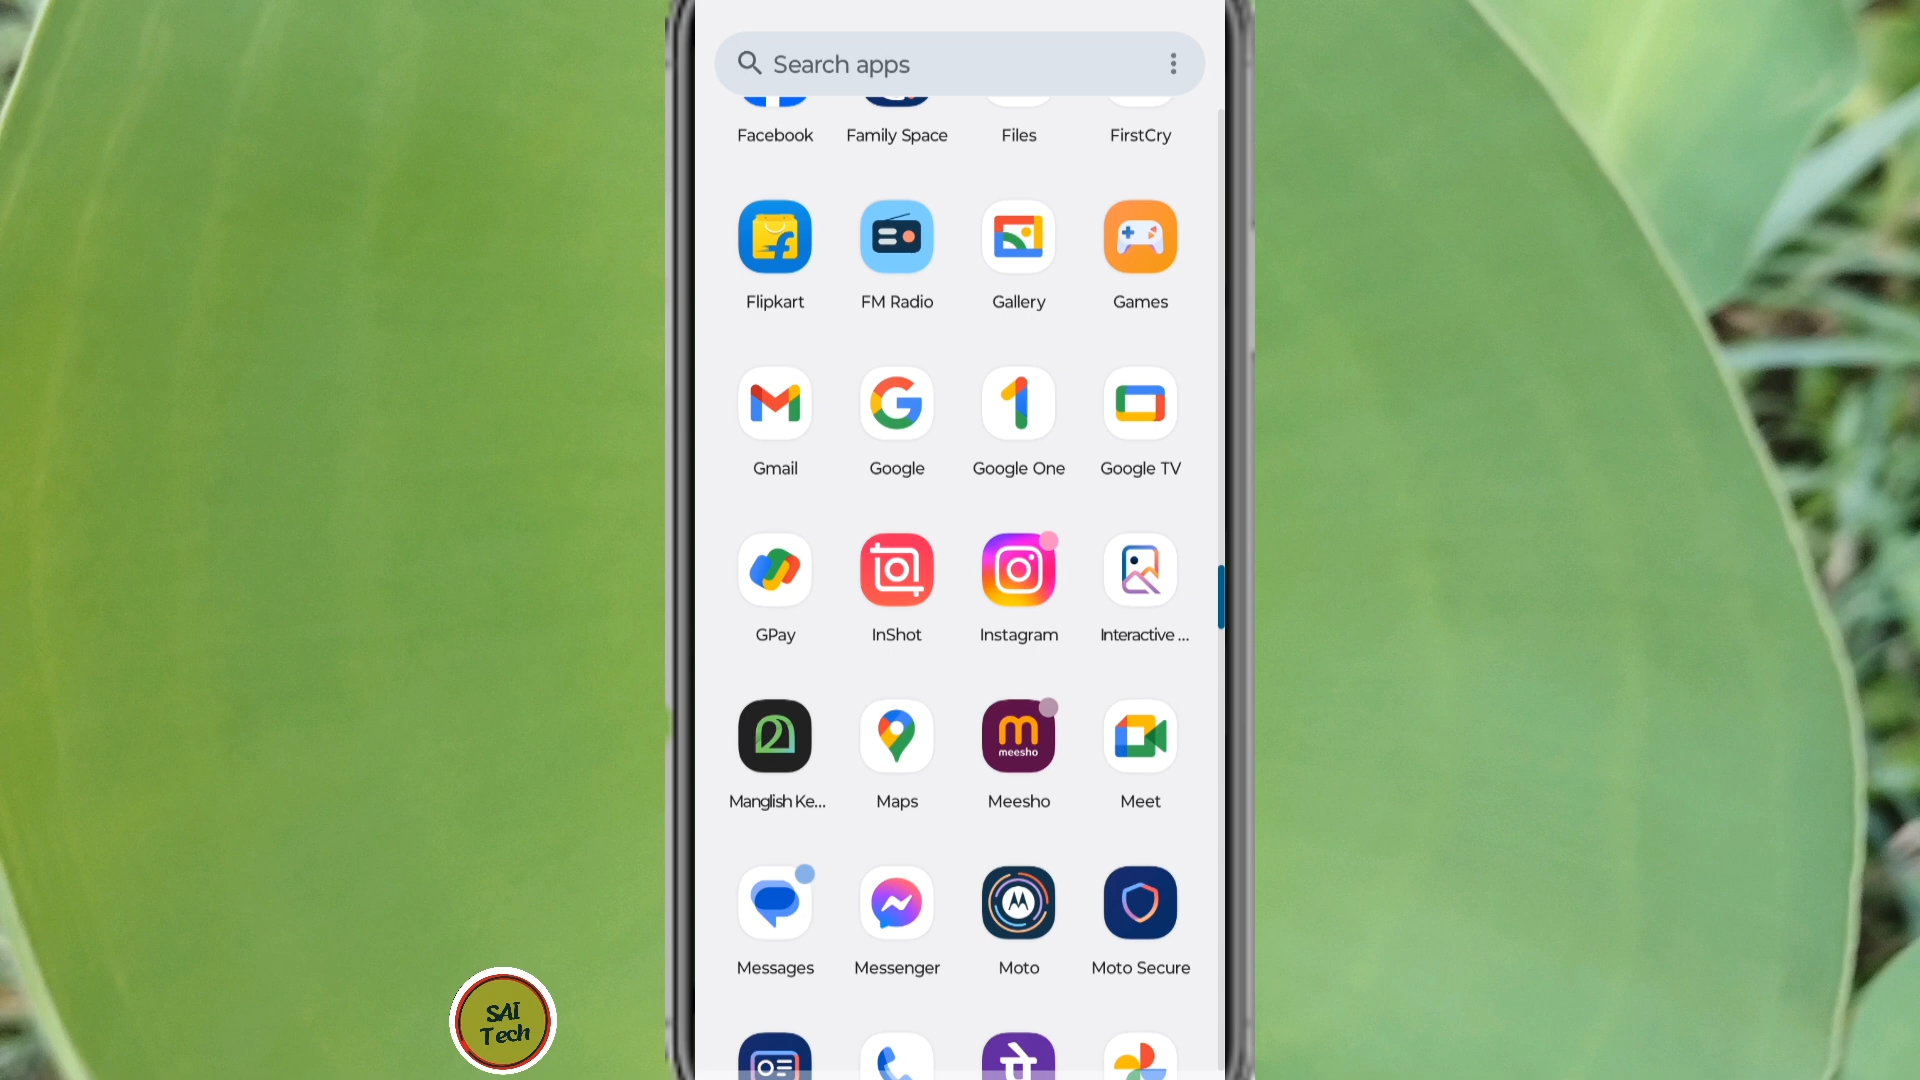 Search apps
Facebook Family Space Files FirstCry
Flipkart FM Radio Gallery Games
Gmail Google Google One Google TV
GPay InShot Instagram Interactive ...
meesho
Manglish Ke... Maps Meesho Meet
Messages Messenger Moto Moto Secure
SAI
Tech